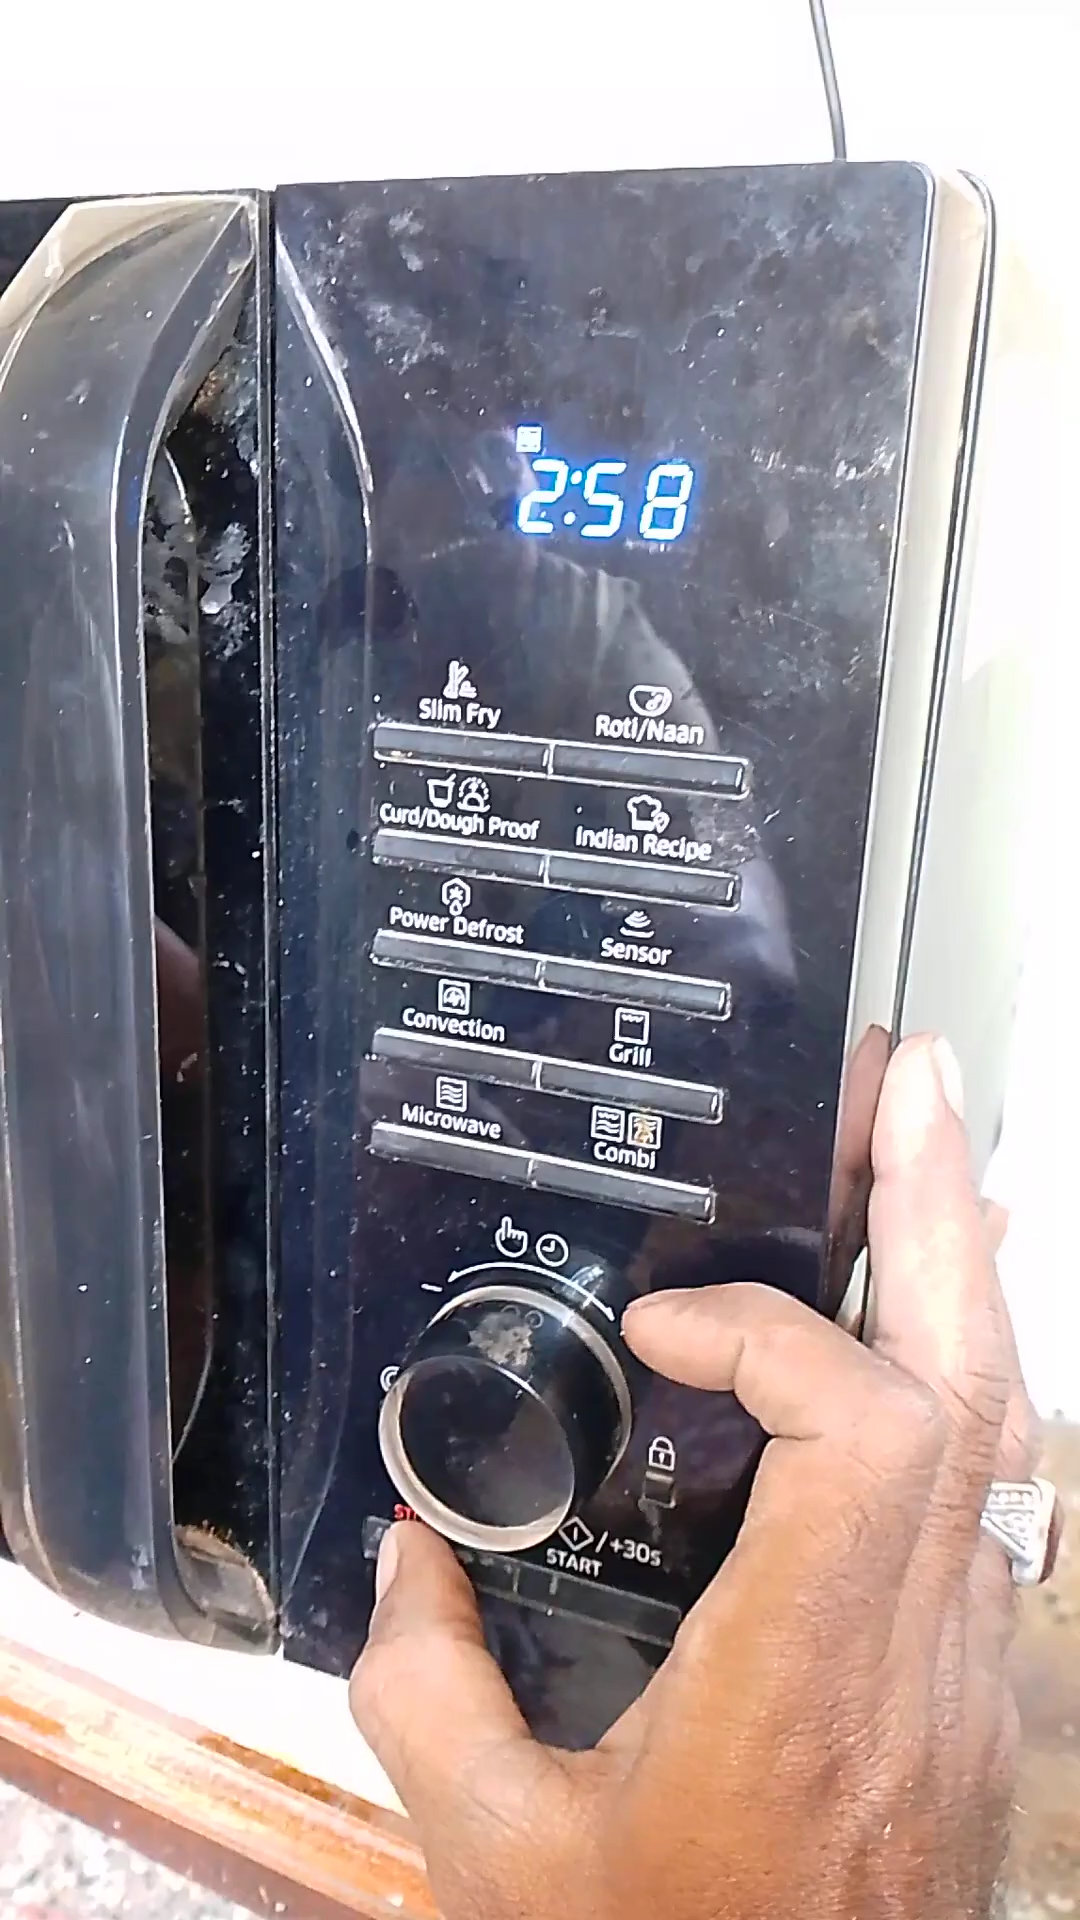 2:58
Slim Fry
Roti/Naan
Curd/Dough Proof
Indian Recipe
Power Defrost
Sensor
Convection
Grill
Microwave
Combi
/ +30s
START